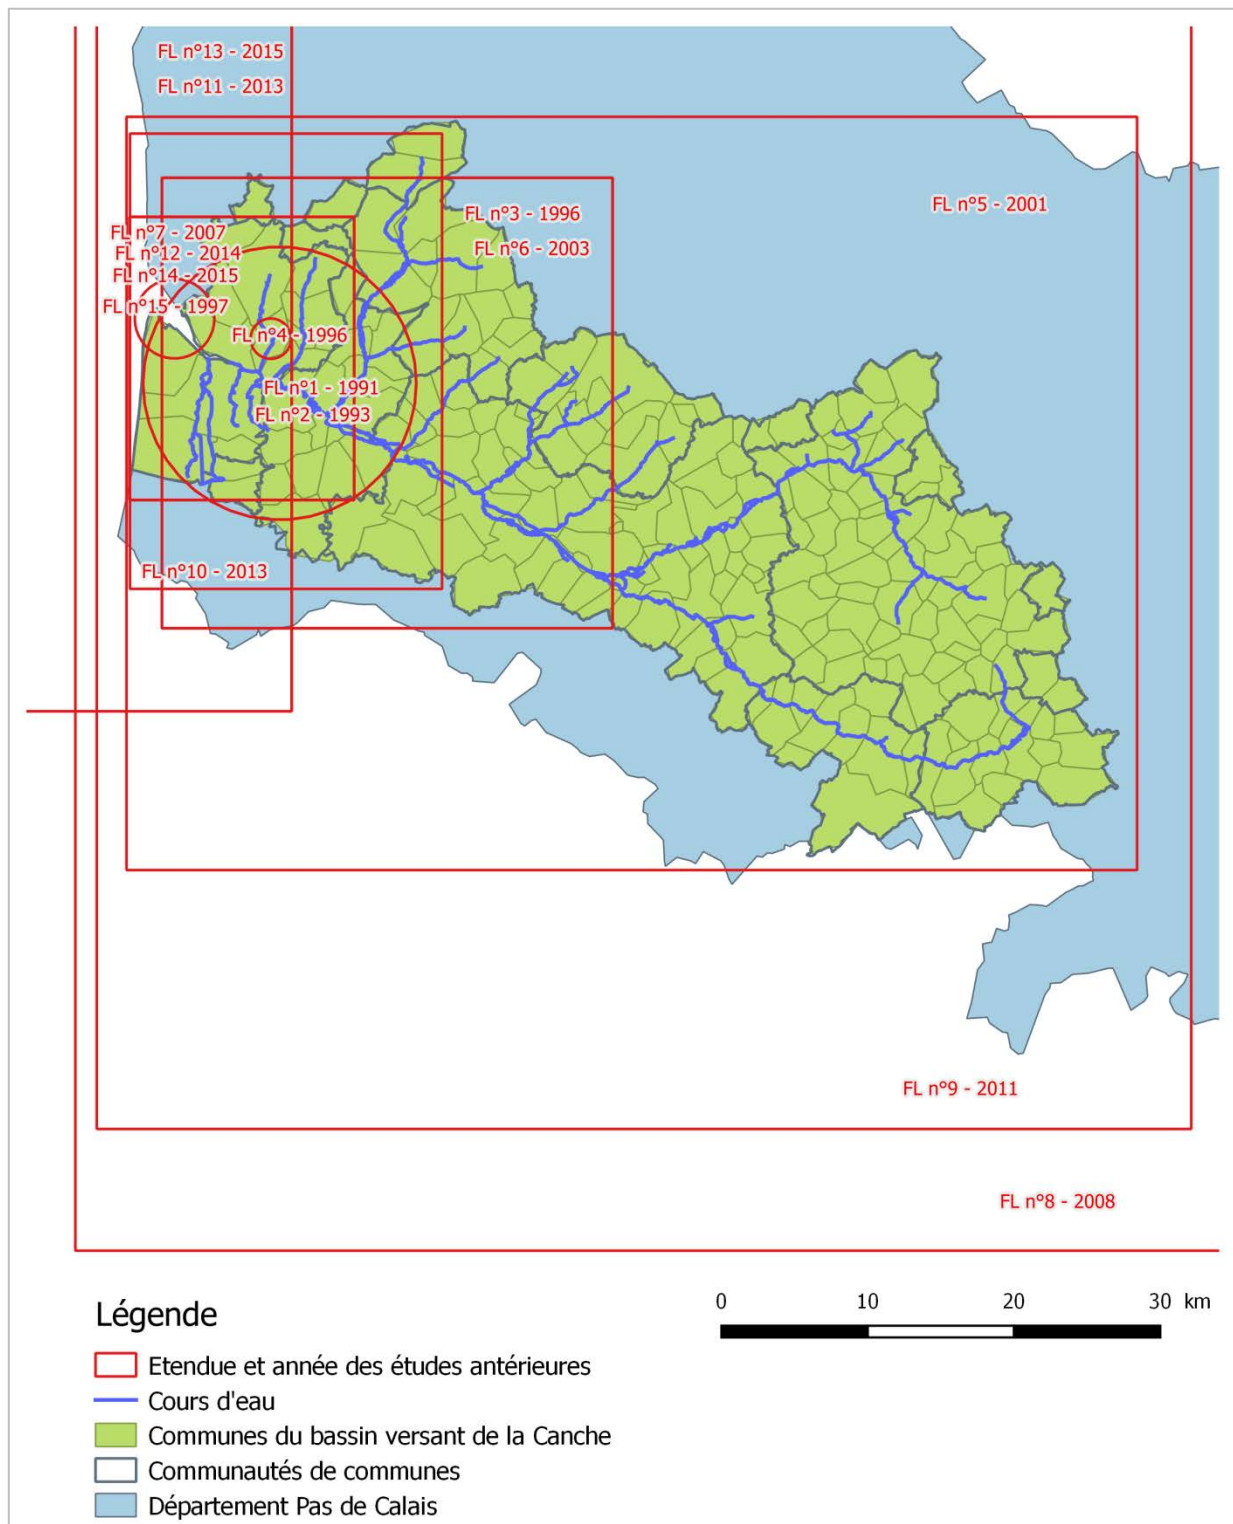 FL n°13 - 2015
FL n°11 - 2013
FL n°5 - 2001
FL n°3 - 1996
FL n°6 - 2003
FL n°7 - 2007
FL n°12 - 2014
FL n°14 - 2015
FL n°15 - 1997
FL n°4 - 1996
FL n°1 - 1991
FL n°2 - 1993
FL n°10 - 2013
FL n°9 - 2011
FL n°8 - 2008
Légende
0 10 20 30 km
Etendue et année des études antérieures
Cours d'eau
Communes du bassin versant de la Canche
Communautés de communes
Département Pas de Calais